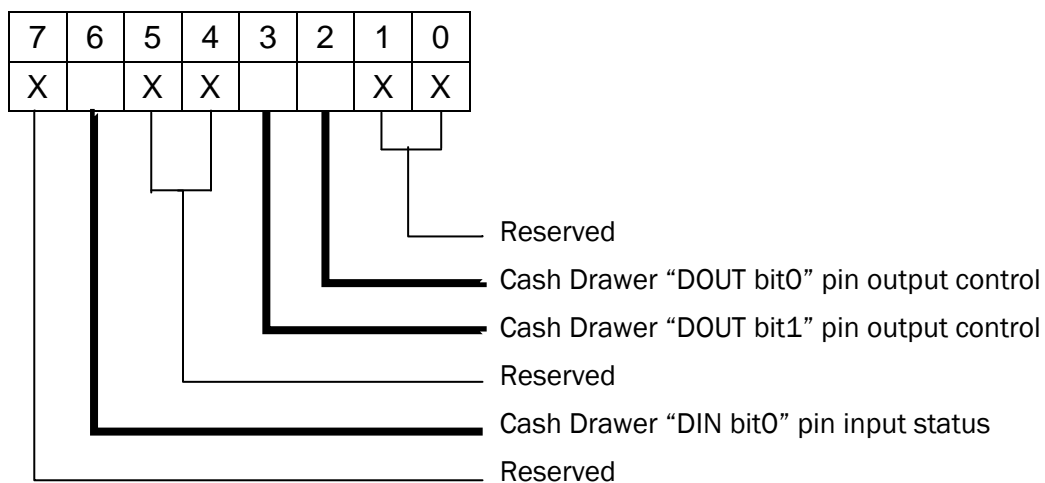 7 6 5 4 3 2 1 0
X X X X X
Reserved
Cash Drawer “DOUT bit0” pin output control
Cash Drawer “DOUT bit1” pin output control
Reserved
Cash Drawer “DIN bit0” pin input status
Reserved